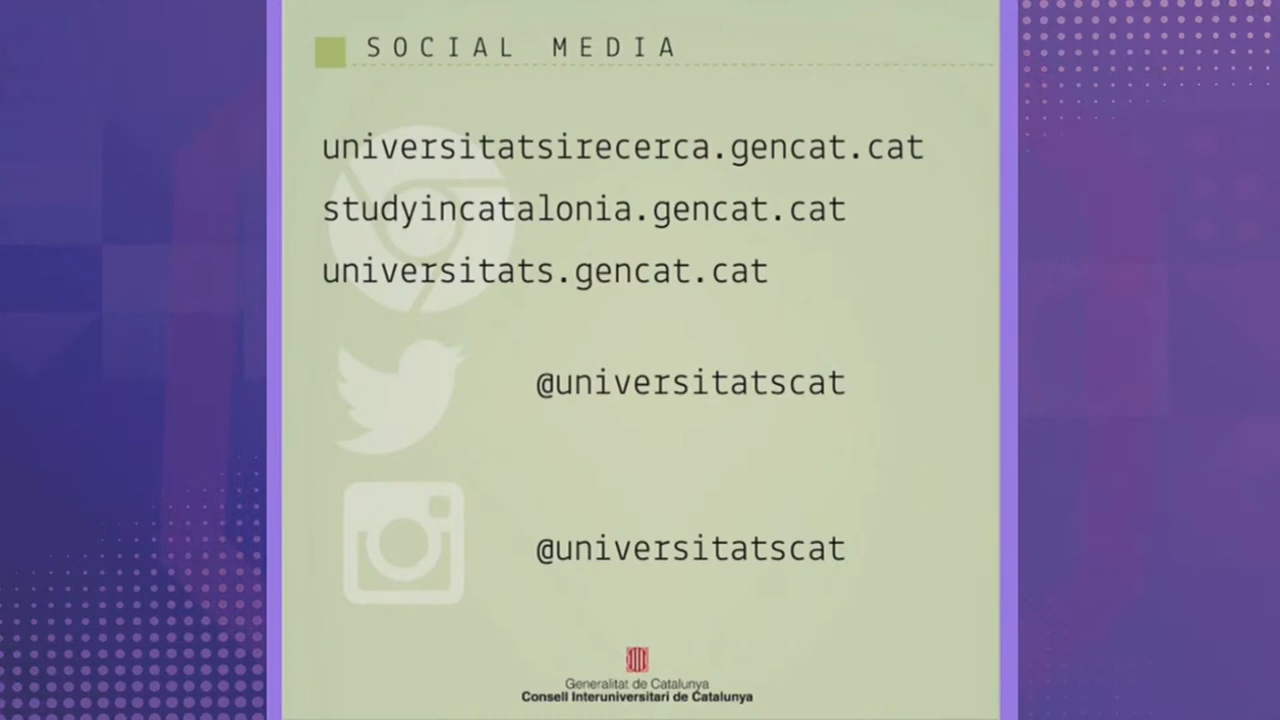 SOCIAL MEDIA
universitatsirecerca.gencat.cat
studyincatalonia.gencat.cat
universitats.gencat.cat
@universitatscat
@universitatscat
Generalitat de Catalunya
Consell Interuniversitari de Catalunya